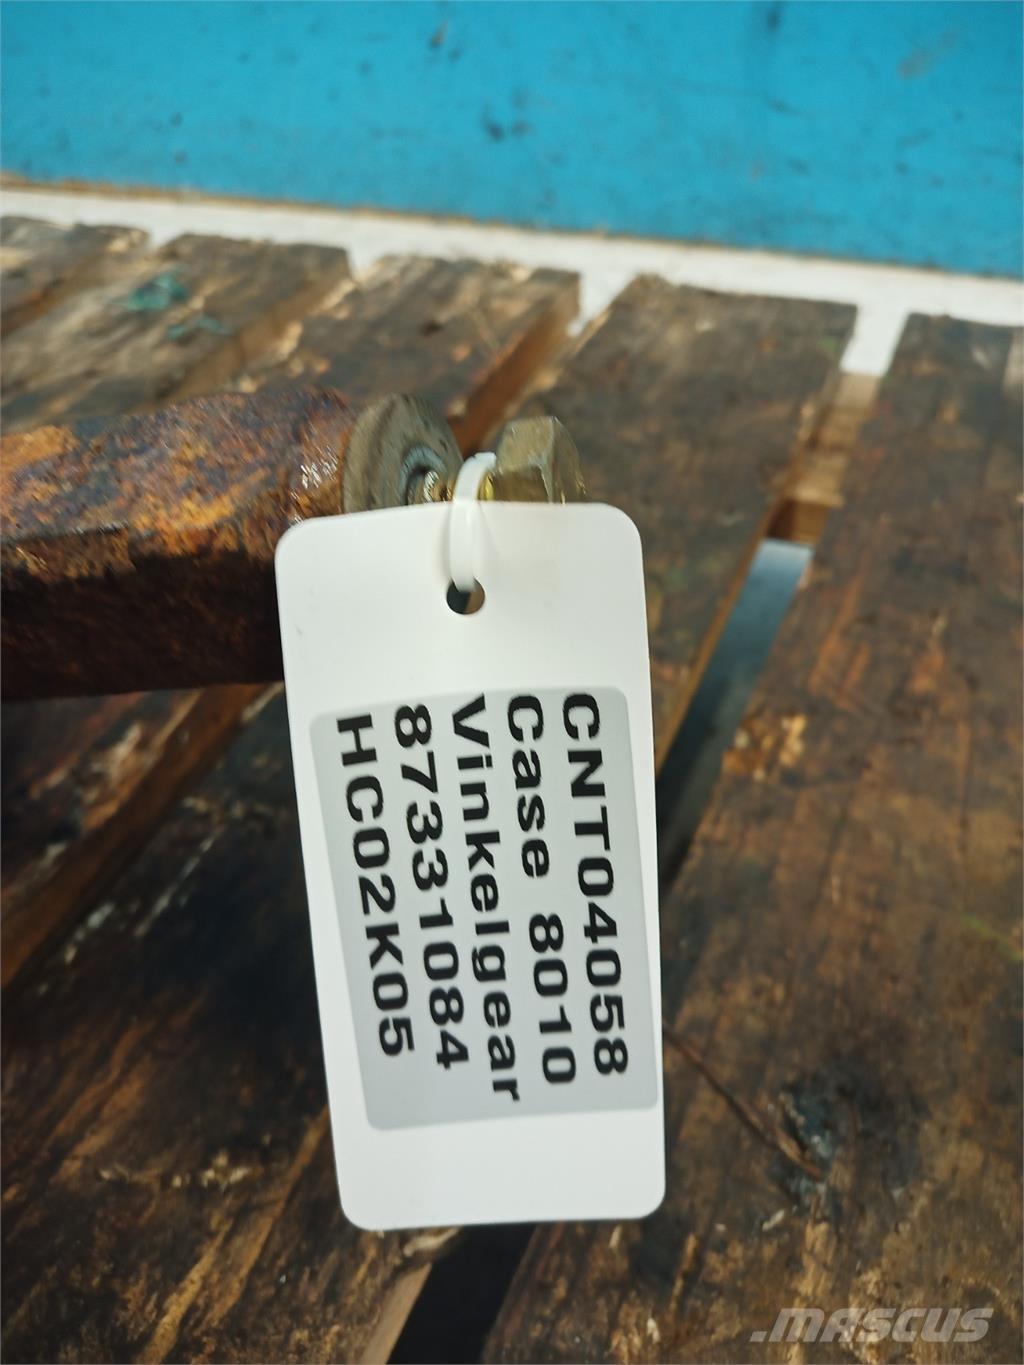 CNT04058
Case 8010
Vinkelgear
87331084
HC02K05
.MASCUS